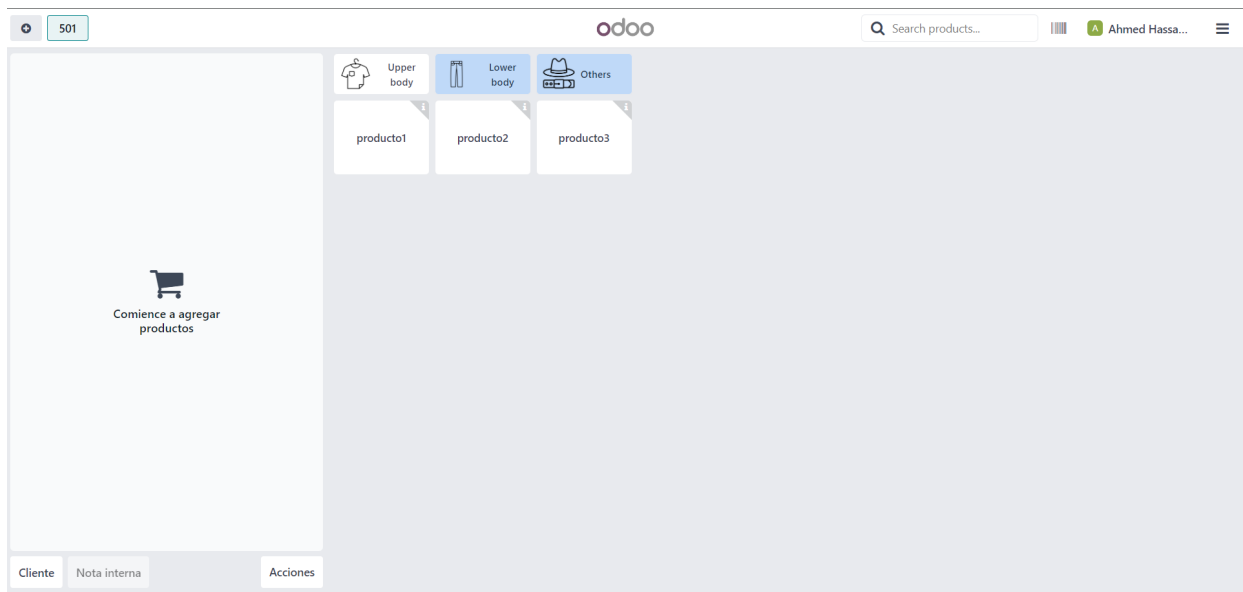 501
odoo
Search products...
A
Ahmed Hassa...
Upper
body
Lower
body
Others
producto1
producto2
producto3
Comience a agregar
productos
Cliente
Nota interna
Acciones